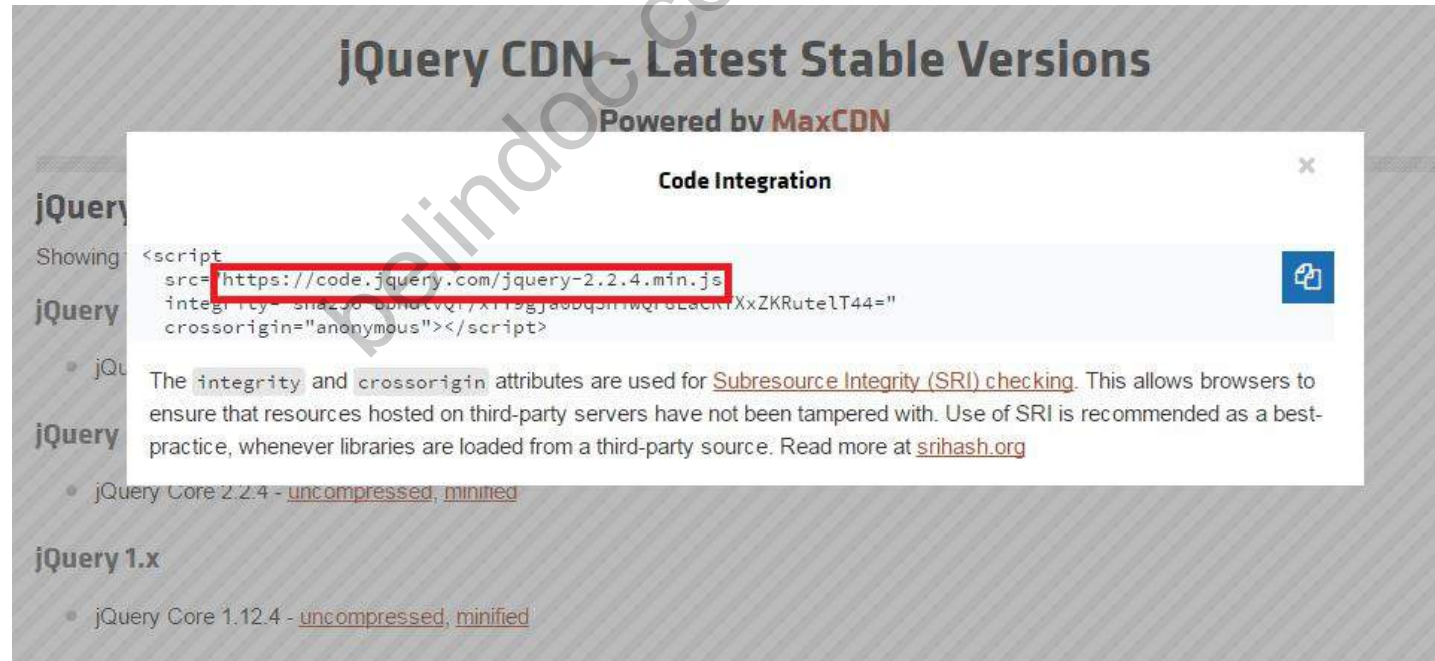 jQuery CDN – Latest Stable Versions
Powered by MaxCDN
Code Integration
×
jQuery
Showing
<script
src="https://code.jquery.com/jquery-2.2.4.min.js
crossorigin="anonymous"></script>
jQuery
The integrity and crossorigin attributes are used for Subresource Integrity (SRI) checking. This allows browsers to
ensure that resources hosted on third-party servers have not been tampered with. Use of SRI is recommended as a best-
practice, whenever libraries are loaded from a third-party source. Read more at srihash.org
jQuery
jQuery Core 2.2.4 - uncompressed, minified
jQuery 1.x
jQuery Core 1.12.4 - uncompressed, minified